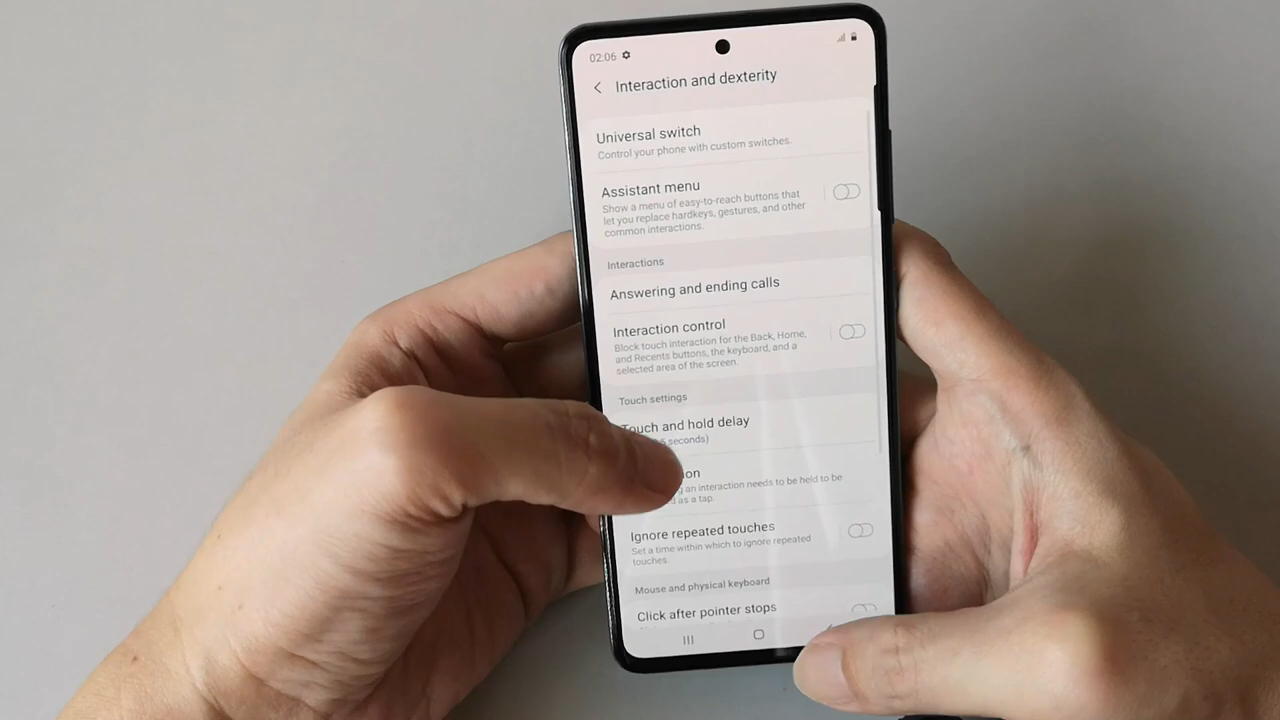 02:06
Interaction and dexterity
Universal switch
Control your phone with custom switches.
Assistant menu
Show a menu of easy-to-reach buttons that
let you replace hardkeys, gestures, and other
common interactions.
Interactions
Answering and ending calls
Interaction control
Block touch interaction for the Back, Home,
and Recents buttons, the keyboard, and a
selected area of the screen.
Touch settings
Touch and hold delay
seconds)
an interaction needs to be held to be
as a tap.
Ignore repeated touches
Set a time within which to ignore repeated
touches.
Mouse and physical keyboard
Click after pointer stops